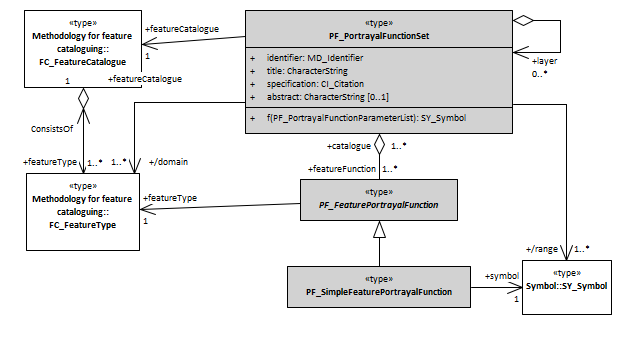 «type»
Methodology for feature
cataloguing::
FC_FeatureCatalogue
+featureCatalogue
1
«type»
PF_PortrayalFunctionSet
+ identifier: MD_Identifier
+ title: CharacterString
+ specification: CI_Citation
+ abstract: CharacterString [0..1]
+ f(PF_PortrayalFunctionParameterList): SY_Symbol
+layer
0..*
1
+featureCatalogue
ConsistsOf
+featureType
1..*
1..*
+/domain
+catalogue
1..*
+featureFunction
1..*
«type»
Methodology for feature
cataloguing::
FC_FeatureType
+featureType
1
«type»
PF_FeaturePortrayalFunction
+/range
1..*
«type»
PF_SimpleFeaturePortrayalFunction
+symbol
1
«type»
Symbol::SY_Symbol